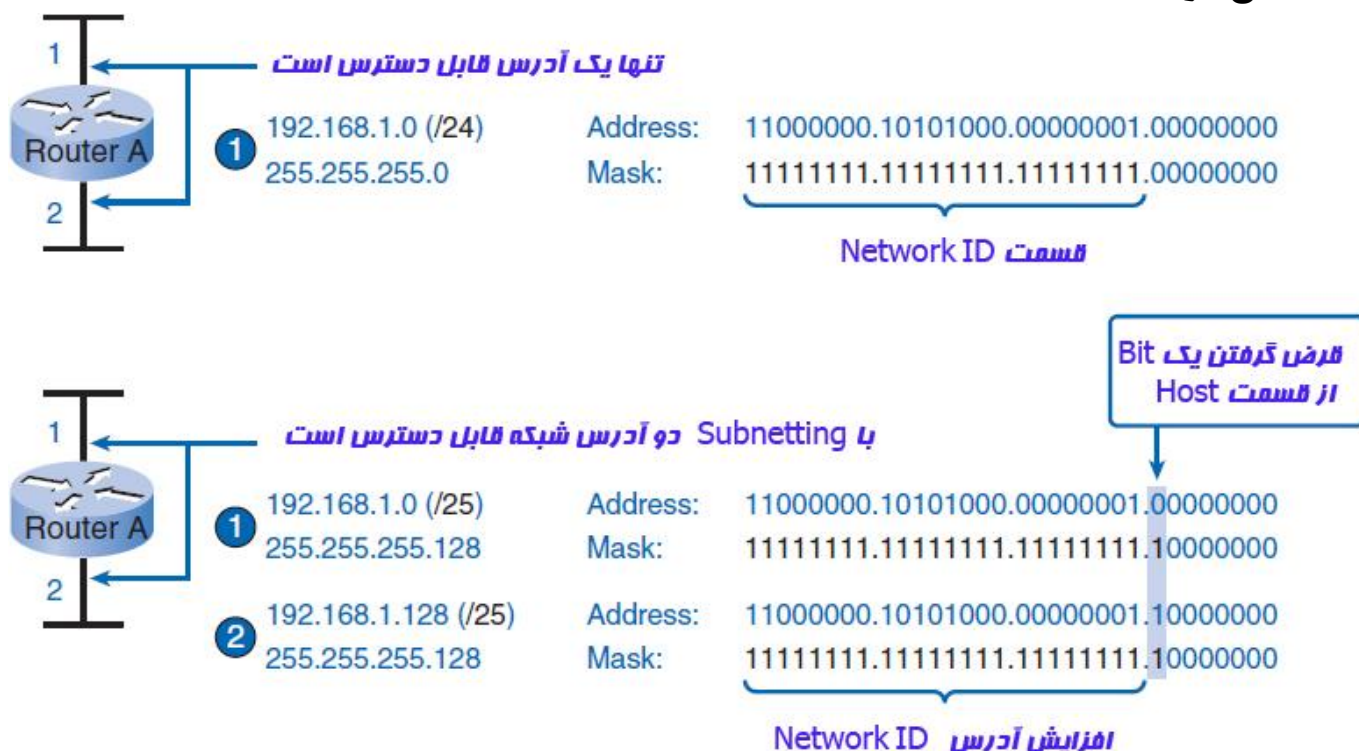 1
تنها یک آدرس قابل دسترس است
Router A
1
192.168.1.0 (/24) Address: 11000000.10101000.00000001.00000000
255.255.255.0 Mask: 11111111.11111111.11111111.00000000
2
قسمت Network ID
قرض گرفتن یک Bit
از قسمت Host
1
با Subnetting دو آدرس شبکه قابل دسترس است
Router A
1
192.168.1.0 (/25) Address: 11000000.10101000.00000001.00000000
255.255.255.128 Mask: 11111111.11111111.11111111.10000000
2
2
192.168.1.128 (/25) Address: 11000000.10101000.00000001.10000000
255.255.255.128 Mask: 11111111.11111111.11111111.10000000
افزایش آدرس Network ID